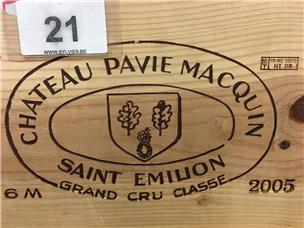 21
WWW.SYLVIES.BE
CHATEAU PAVIE MACQUIN
SAINT EMILION
GRAND CRU CLASSE
6 M
2005